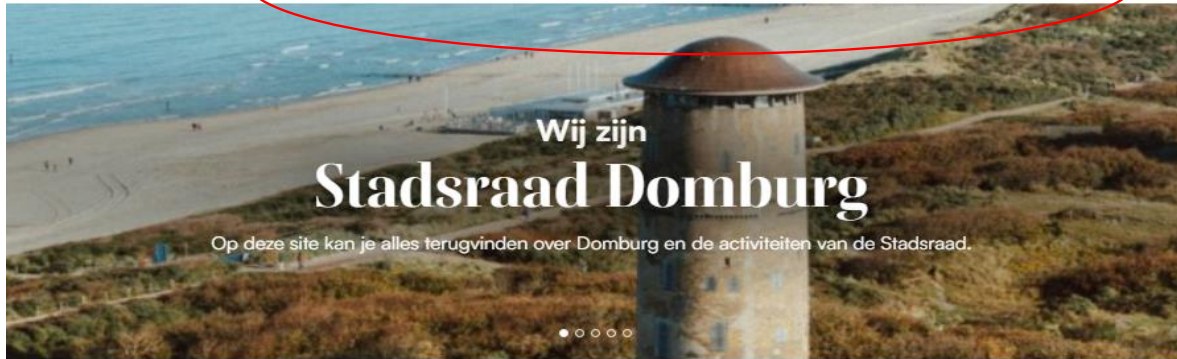 Wij zijn
Stadsraad Domburg
Op deze site kan je alles terugvinden over Domburg en de activiteiten van de Stadsraad.